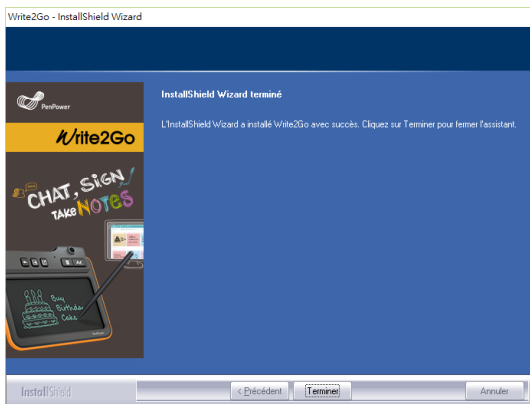 Write2Go - InstallShield Wizard
PenPower
Write2Go
CHAT, SIGN
TAKE NOTES
Buy
Birthday
Cake
InstallShield Wizard terminé
L'InstallShield Wizard a installé Write2Go avec succès. Cliquez sur Terminer pour fermer l'assistant.
InstallShield
< Précédent
Terminer
Annuler